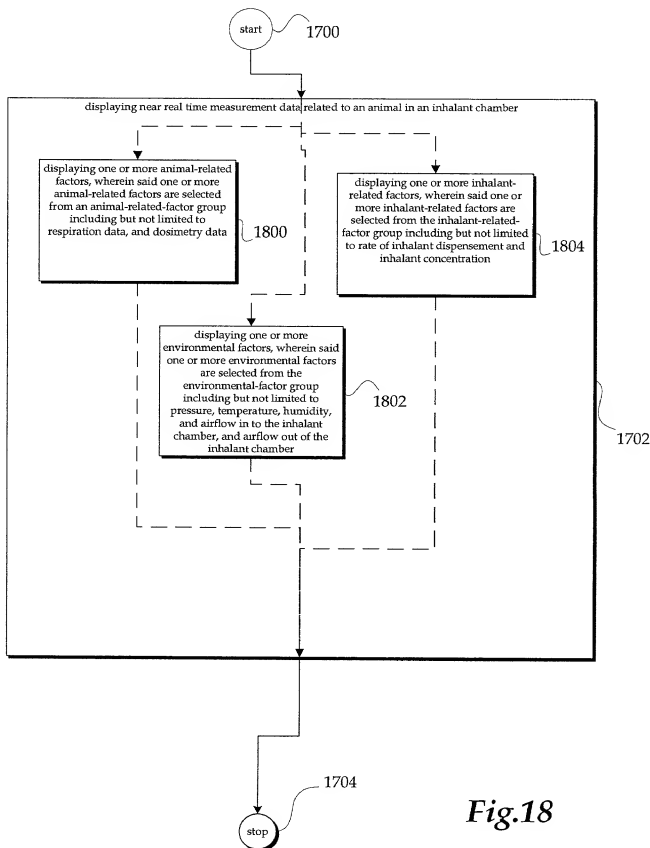 start
1700
displaying near real time measurement data related to an animal in an inhalant chamber
displaying one or more animal-related
factors, wherein said one or more
animal-related factors are selected
from an animal-related-factor group
including but not limited to
respiration data, and dosimetry data
1800
displaying one or more inhalant-
related factors, wherein said one or
more inhalant-related factors are
selected from the inhalant-related-
factor group including but not limited
to rate of inhalant dispensement and
inhalant concentration
1804
displaying one or more
environmental factors, wherein said
one or more environmental factors
are selected from the
environmental-factor group
including but not limited to
pressure, temperature, humidity,
and airflow in to the inhalant
chamber, and airflow out of the
inhalant chamber
1802
1702
1704
stop
Fig.18